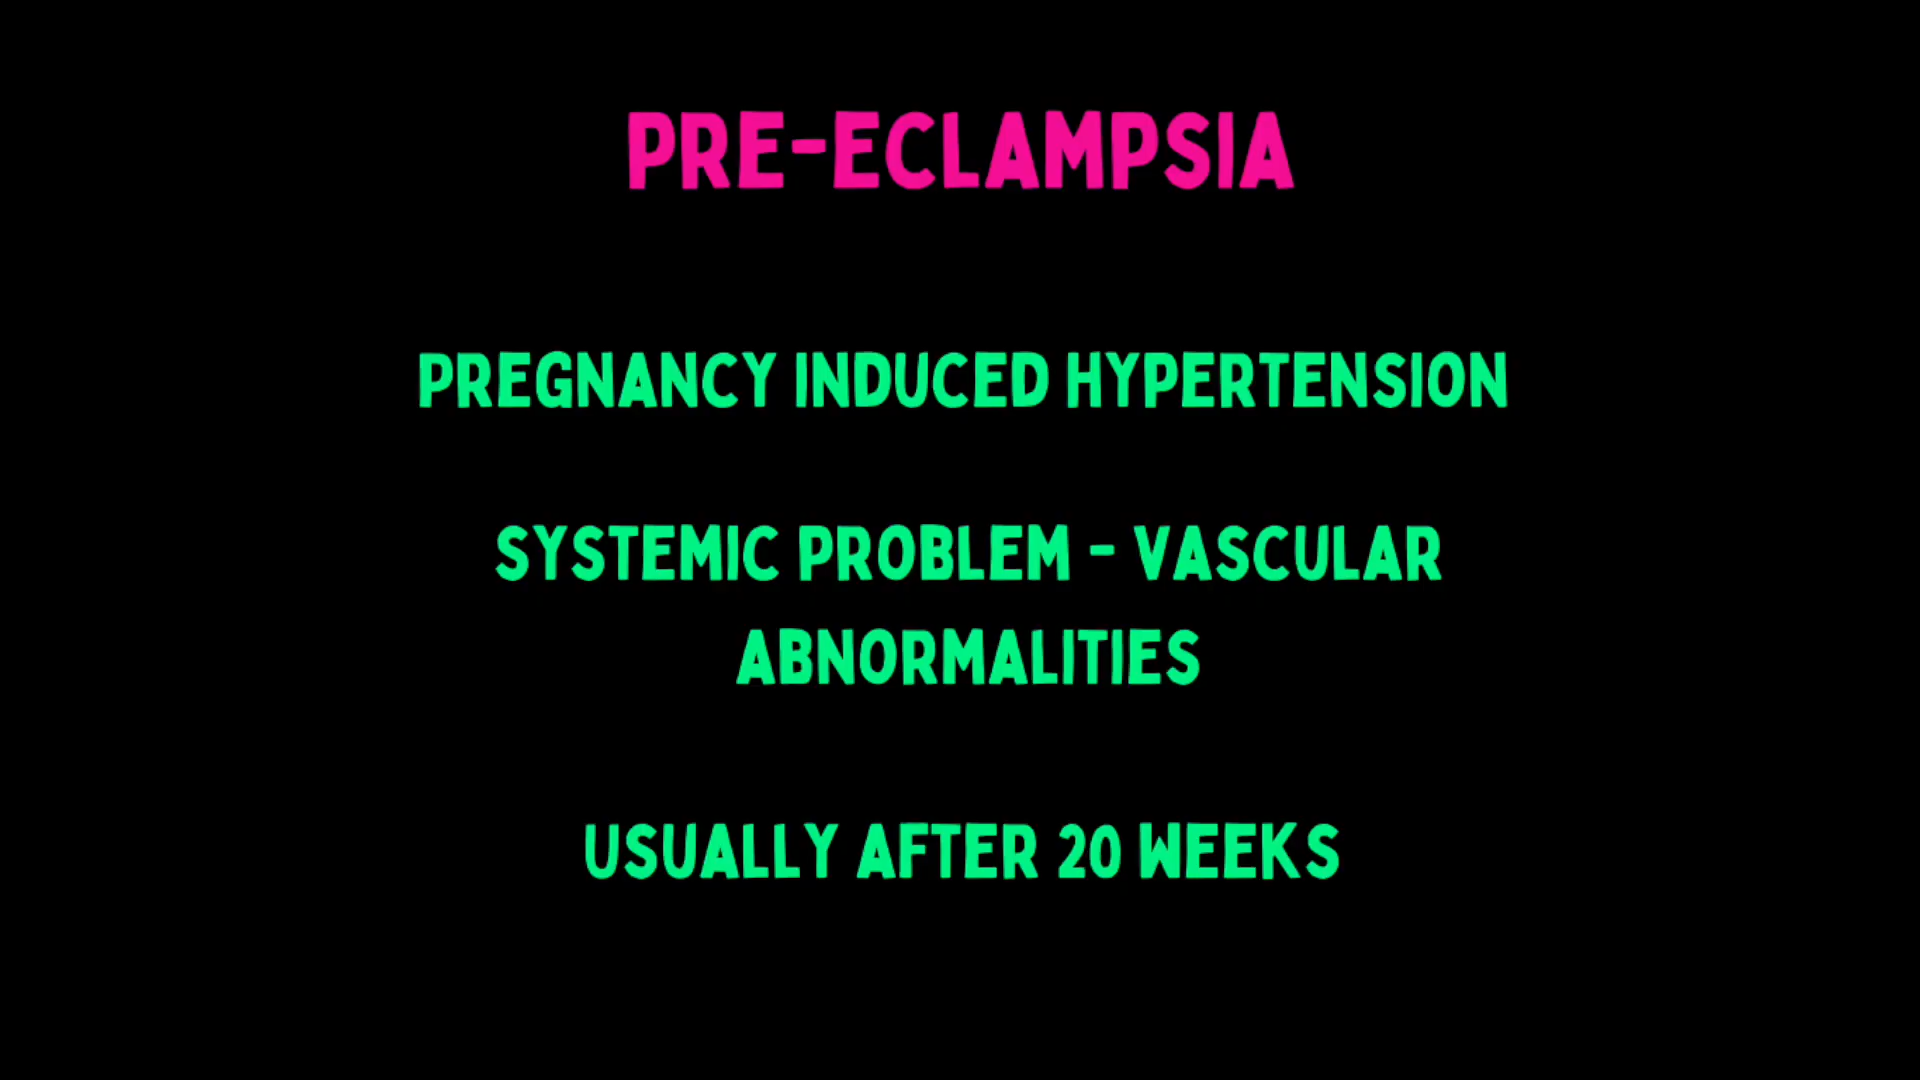 PRE-ECLAMPSIA
PREGNANCY INDUCED HYPERTENSION
SYSTEMIC PROBLEM - VASCULAR
ABNORMALITIES
USUALLY AFTER 20 WEEKS